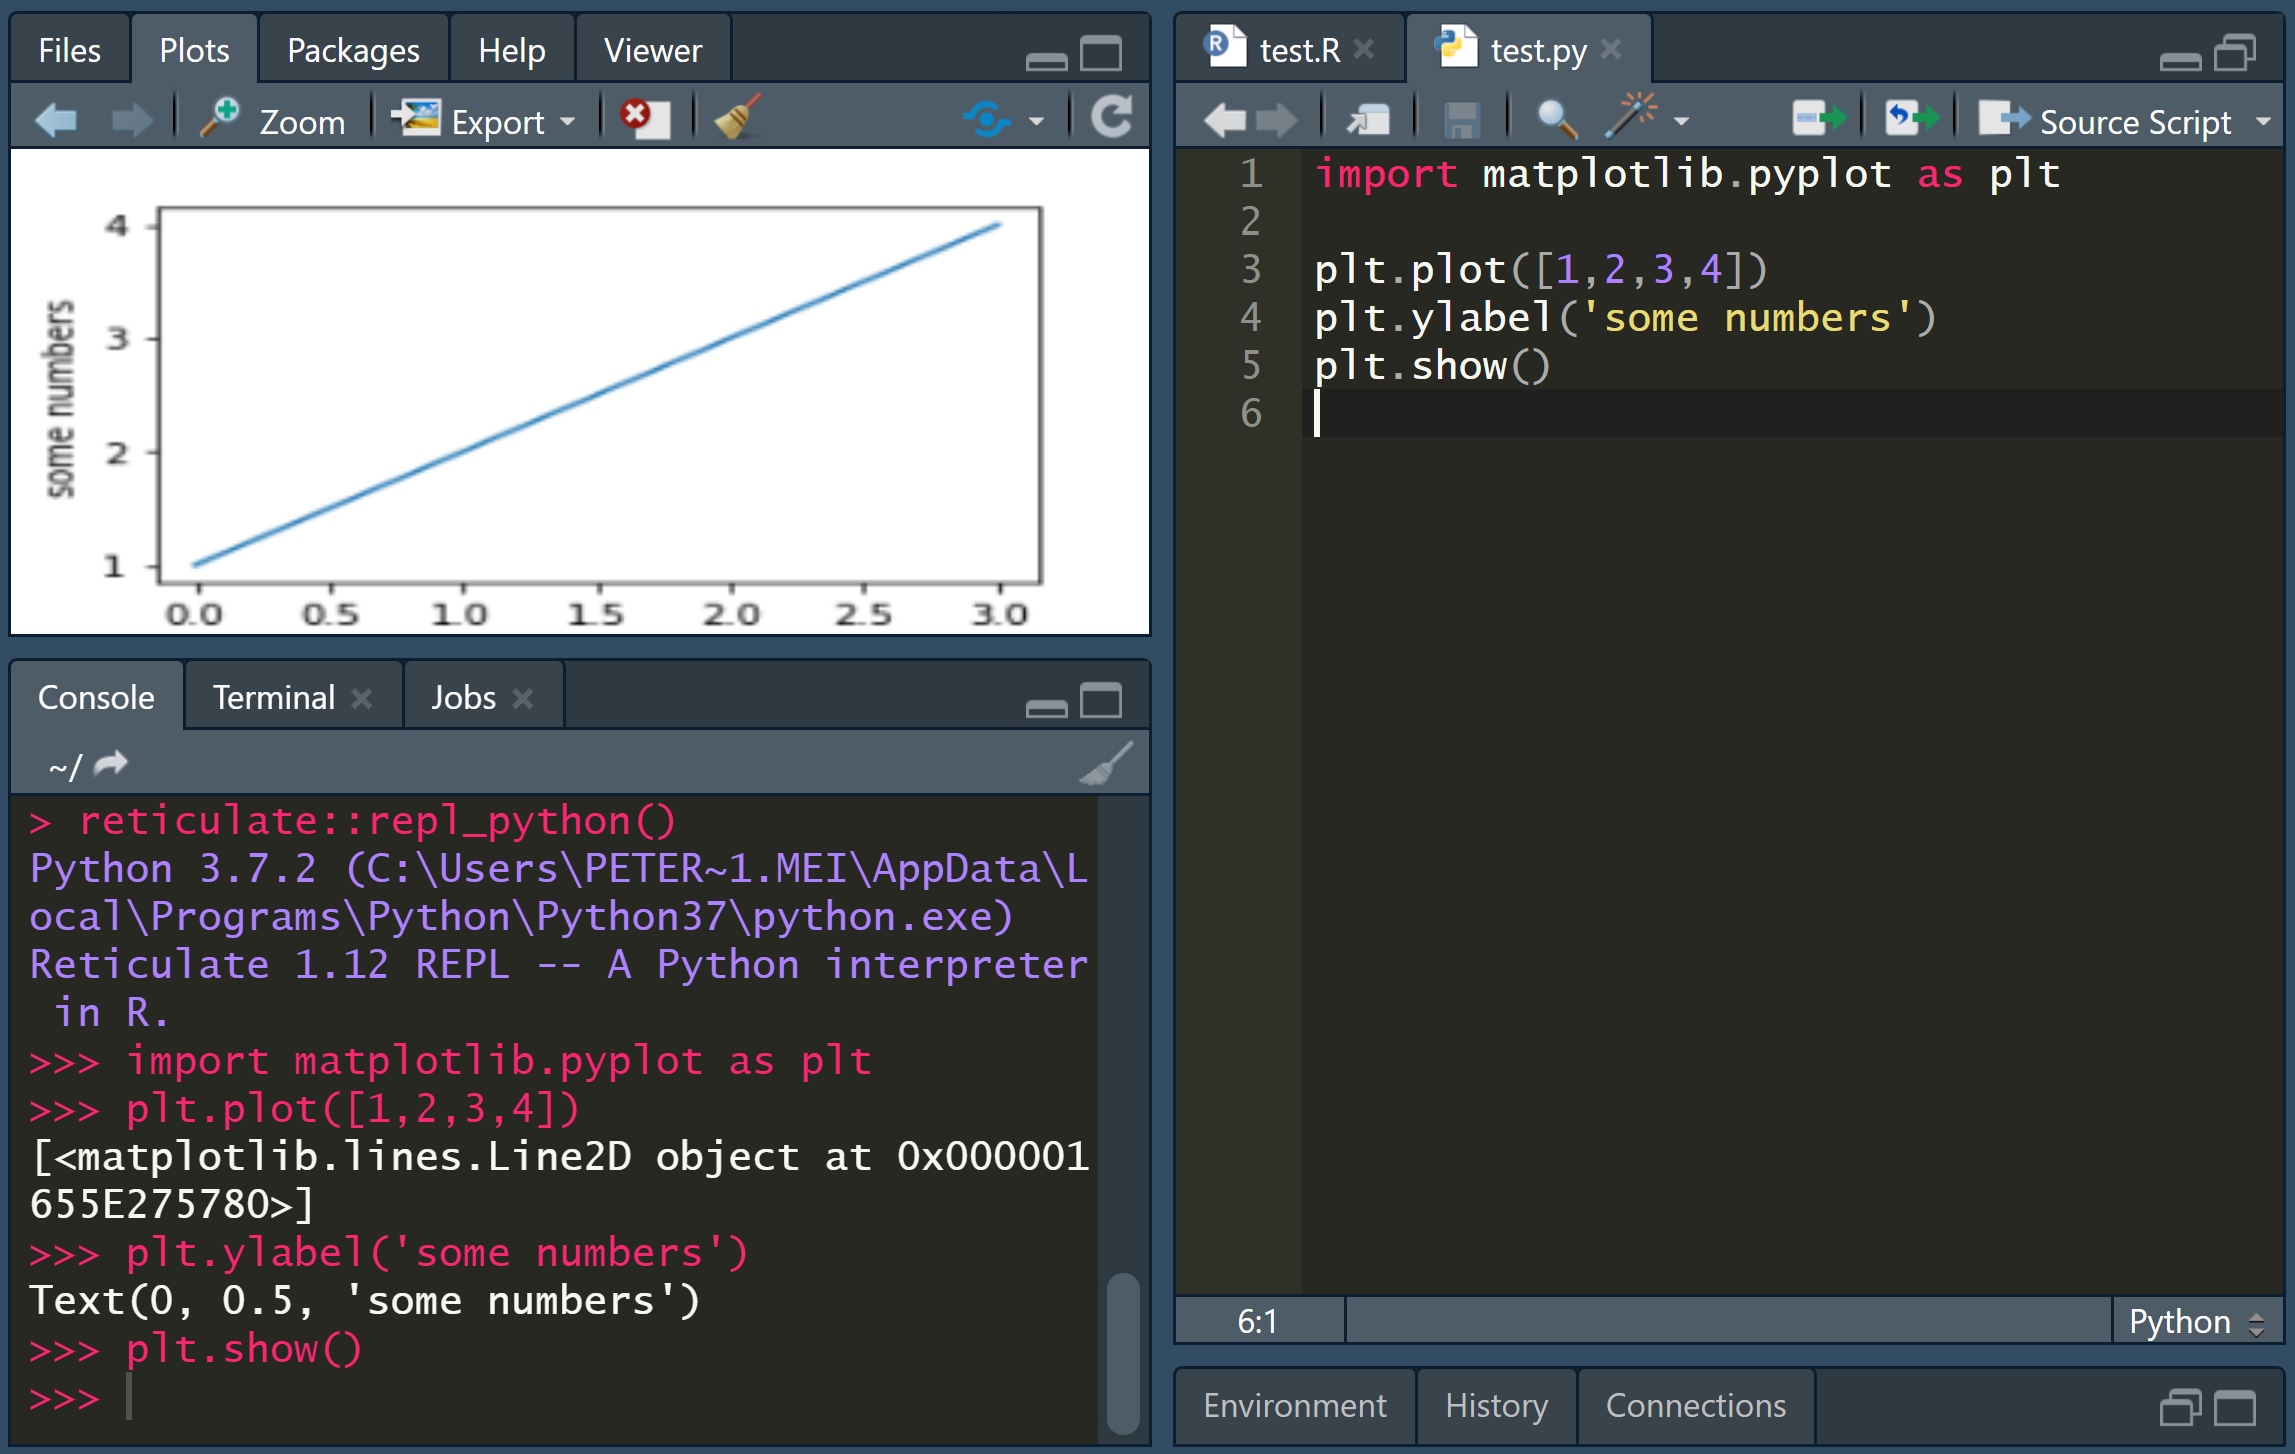 Files Plots Packages Help Viewer
Zoom Export
4
3
2
1
some numbers
0.0 0.5 1.0 1.5 2.0 2.5 3.0
Console Terminal Jobs
~/
> reticulate::repl_python()
Python 3.7.2 (C:\Users\PETER~1.MEI\AppData\L
ocal\Programs\Python\Python37\python.exe)
Reticulate 1.12 REPL -- A Python interpreter
 in R.
>>> import matplotlib.pyplot as plt
>>> plt.plot([1,2,3,4])
[<matplotlib.lines.Line2D object at 0x000001
655E275780>]
>>> plt.ylabel('some numbers')
Text(0, 0.5, 'some numbers')
>>> plt.show()
>>>
R test.R test.py
Source Script
1 import matplotlib.pyplot as plt
2
3 plt.plot([1,2,3,4])
4 plt.ylabel('some numbers')
5 plt.show()
6
6:1 Python
Environment History Connections